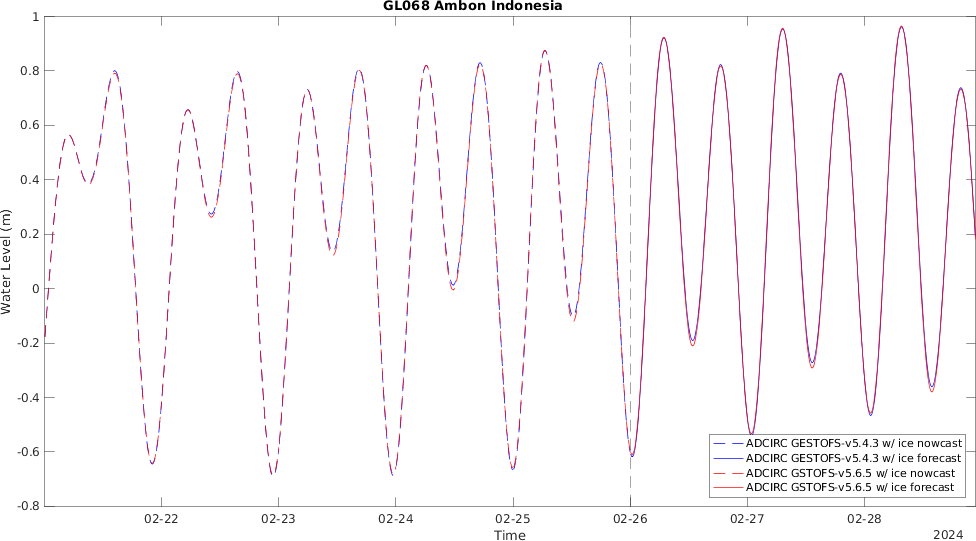 GL068 Ambon Indonesia
1
0.8
0.6
0.4
0.2
0
-0.2
-0.4
-0.6
-0.8
Water Level (m)
02-22 02-23 02-24 02-25 02-26 02-27 02-28
Time
2024
ADCIRC GESTOFS-v5.4.3 w/ ice nowcast
ADCIRC GESTOFS-v5.4.3 w/ ice forecast
ADCIRC GSTOFS-v5.6.5 w/ ice nowcast
ADCIRC GSTOFS-v5.6.5 w/ ice forecast